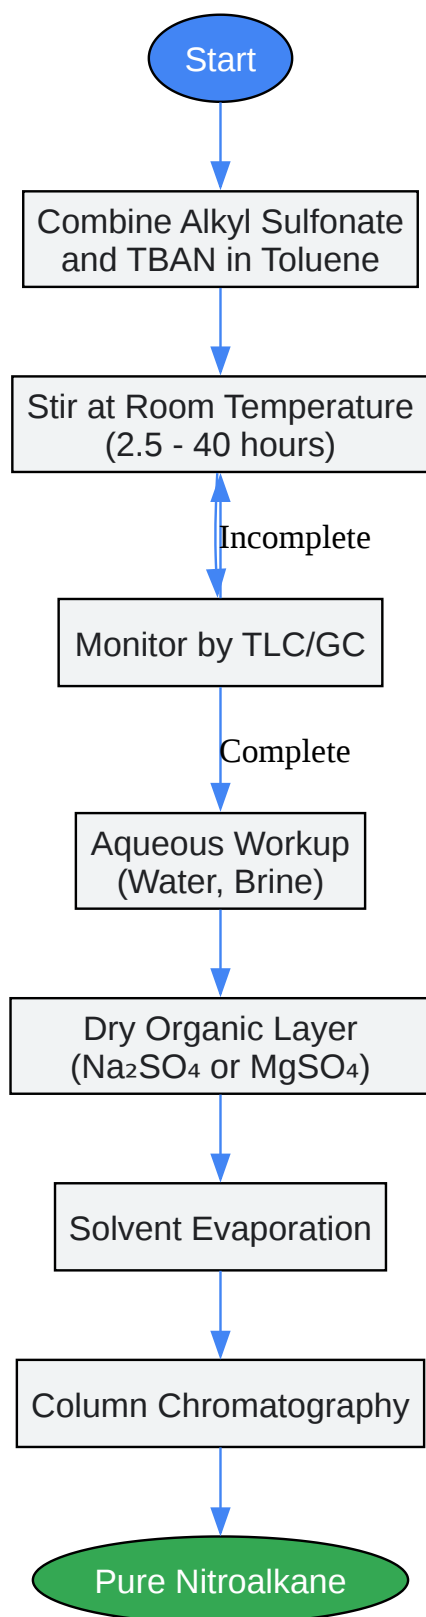 Start
Combine Alkyl Sulfonate
and TBAN in Toluene
Stir at Room Temperature
(2.5 - 40 hours)
Incomplete
Monitor by TLC/GC
Complete
Aqueous Workup
(Water, Brine)
Dry Organic Layer
(Na₂SO₄ or MgSO₄)
Solvent Evaporation
Column Chromatography
Pure Nitroalkane